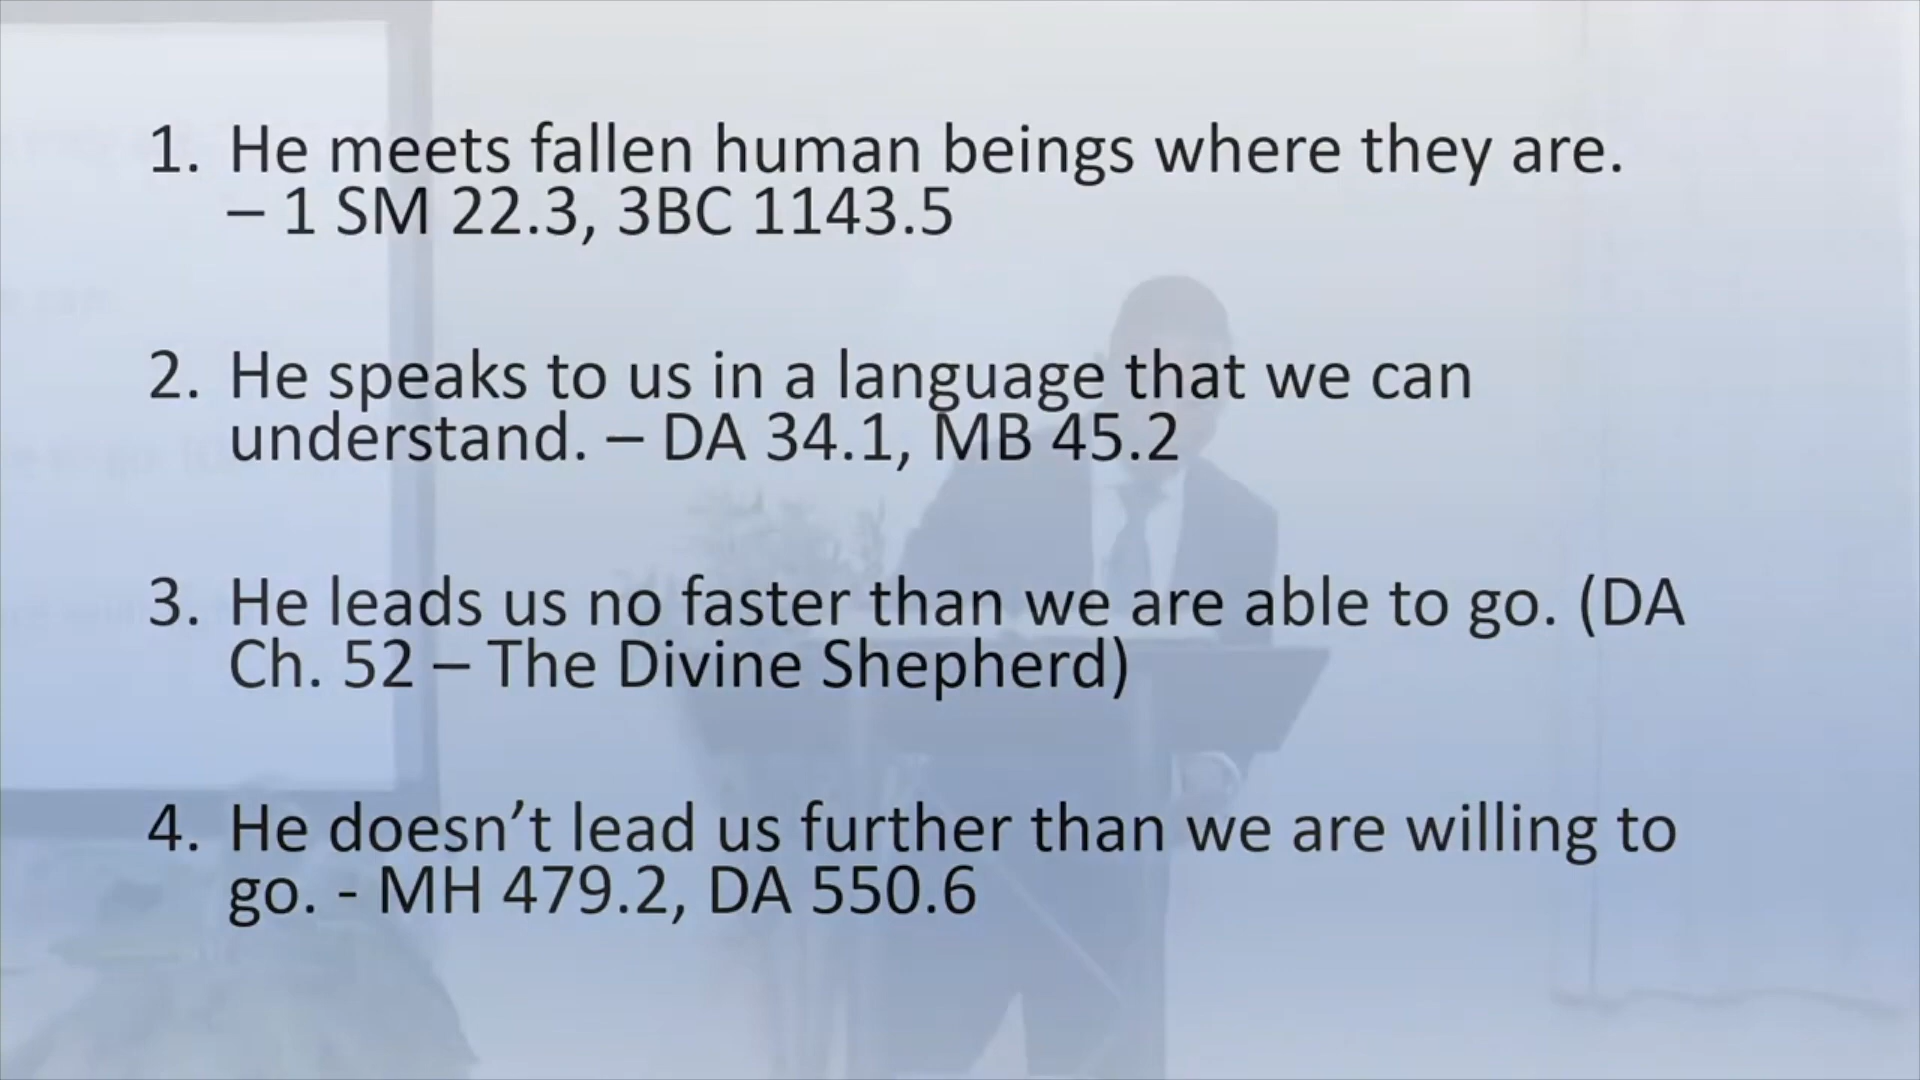 1. He meets fallen human beings where they are.
– 1 SM 22.3, 3BC 1143.5
2. He speaks to us in a language that we can
understand. – DA 34.1, MB 45.2
3. He leads us no faster than we are able to go. (DA
Ch. 52 – The Divine Shepherd)
4. He doesn’t lead us further than we are willing to
go. - MH 479.2, DA 550.6